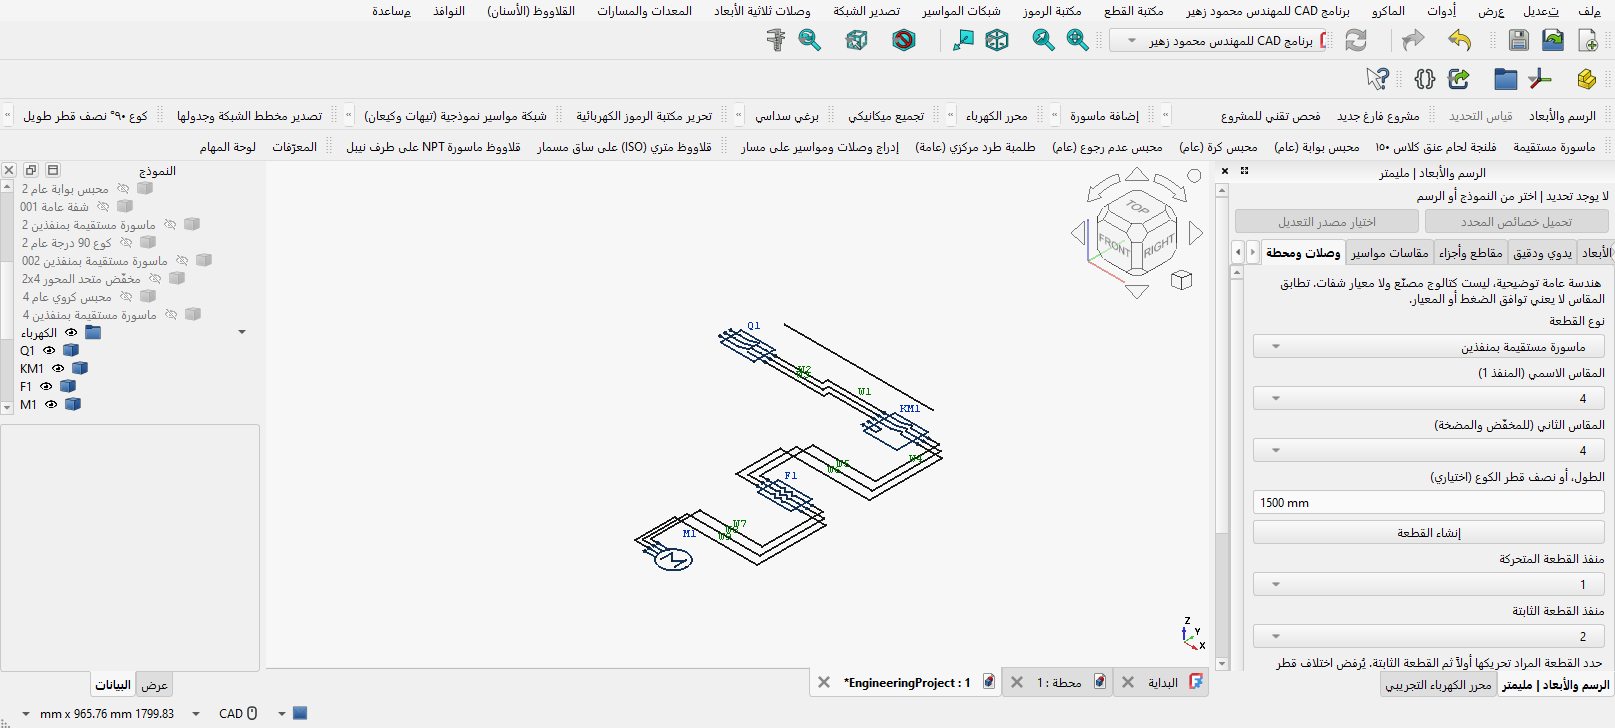 ملف
تعديل
عرض
أدوات
الماكرو
برنامج CAD للمهندس محمود زهير
مكتبة القطع
مكتبة الرموز
شبكات المواسير
تصدير الشبكة
وصلات ثلاثية الأبعاد
المعدات والمسارات
القلاووظ (الأسنان)
النوافذ
مساعدة
برنامج CAD للمهندس محمود زهير
الرسم والأبعاد
قياس التحديد
مشروع فارغ جديد
فحص تقني للمشروع
إضافة ماسورة
محرر الكهرباء
تجميع ميكانيكي
برغي سداسي
تحرير مكتبة الرموز الكهربائية
شبكة مواسير نموذجية (تيهات وكيعان)
تصدير مخطط الشبكة وجدولها
كوع ٩٠° نصف قطر طويل
ماسورة مستقيمة
فلنجة لحام عنق كلاس ١٥٠
محبس بوابة (عام)
محبس كرة (عام)
محبس عدم رجوع (عام)
طلمبة طرد مركزي (عامة)
إدراج وصلات ومواسير على مسار
قلاووظ متري (ISO) على ساق مسمار
قلاووظ ماسورة NPT على طرف نيبل
المعرّفات
لوحة المهام
الرسم والأبعاد | مليمتر
لا يوجد تحديد | اختر من النموذج أو الرسم
تحميل خصائص المحدد
اختيار مصدر التعديل
الأبعاد
يدوي ودقيق
مقاطع وأجزاء
مقاسات مواسير
وصلات ومحطة
هندسة عامة توضيحية، ليست كتالوج مصنّع ولا معيار شفات. تطابق
المقاس لا يعني توافق الضغط أو المعيار.
نوع القطعة
ماسورة مستقيمة بمنفذين
المقاس الاسمي (المنفذ 1)
4
المقاس الثاني (للمخفّض والمضخة)
4
الطول، أو نصف قطر الكوع (اختياري)
1500 mm
إنشاء القطعة
منفذ القطعة المتحركة
1
منفذ القطعة الثابتة
2
حدد القطعة المراد تحريكها أولاً ثم القطعة الثابتة. يُرفض اختلاف قطر
الرسم والأبعاد | مليمتر
محرر الكهرباء التجريبي
TOP
FRONT
RIGHT
Q1
W2
W1
KM1
W4
W5
F1
W7
M1
M
Z
Y
X
البداية
محطة : 1
EngineeringProject : 1*
النموذج
محبس بوابة عام 2
شفة عامة 001
ماسورة مستقيمة بمنفذين 2
كوع 90 درجة عام 2
ماسورة مستقيمة بمنفذين 002
مخفّض متحد المحور 2x4
محبس كروي عام 4
ماسورة مستقيمة بمنفذين 4
الكهرباء
Q1
KM1
F1
M1
عرض
البيانات
mm x 965.76 mm 1799.83
CAD